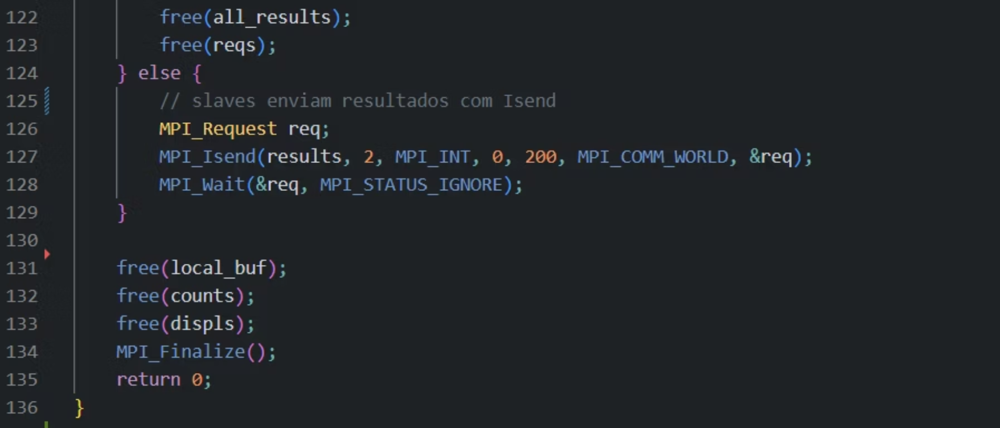 122 free(all_results);
123 free(reqs);
124 } else {
125 // slaves enviam resultados com Isend
126 MPI_Request req;
127 MPI_Isend(results, 2, MPI_INT, 0, 200, MPI_COMM_WORLD, &req);
128 MPI_Wait(&req, MPI_STATUS_IGNORE);
129 }
130
131 free(local_buf);
132 free(counts);
133 free(displs);
134 MPI_Finalize();
135 return 0;
136 }